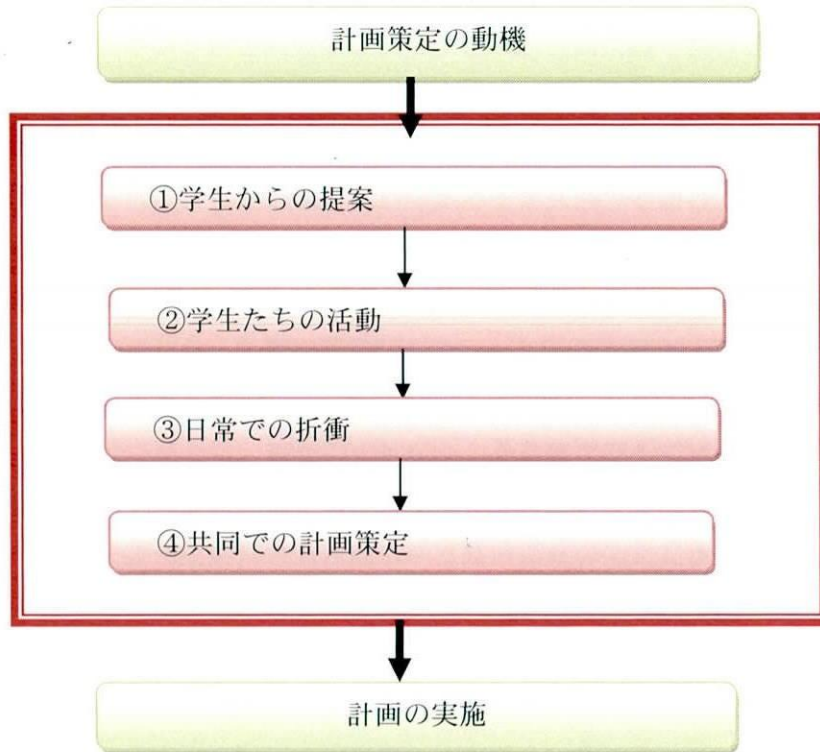 計画策定の動機
①学生からの提案
②学生たちの活動
③日常での折衝
④共同での計画策定
計画の実施